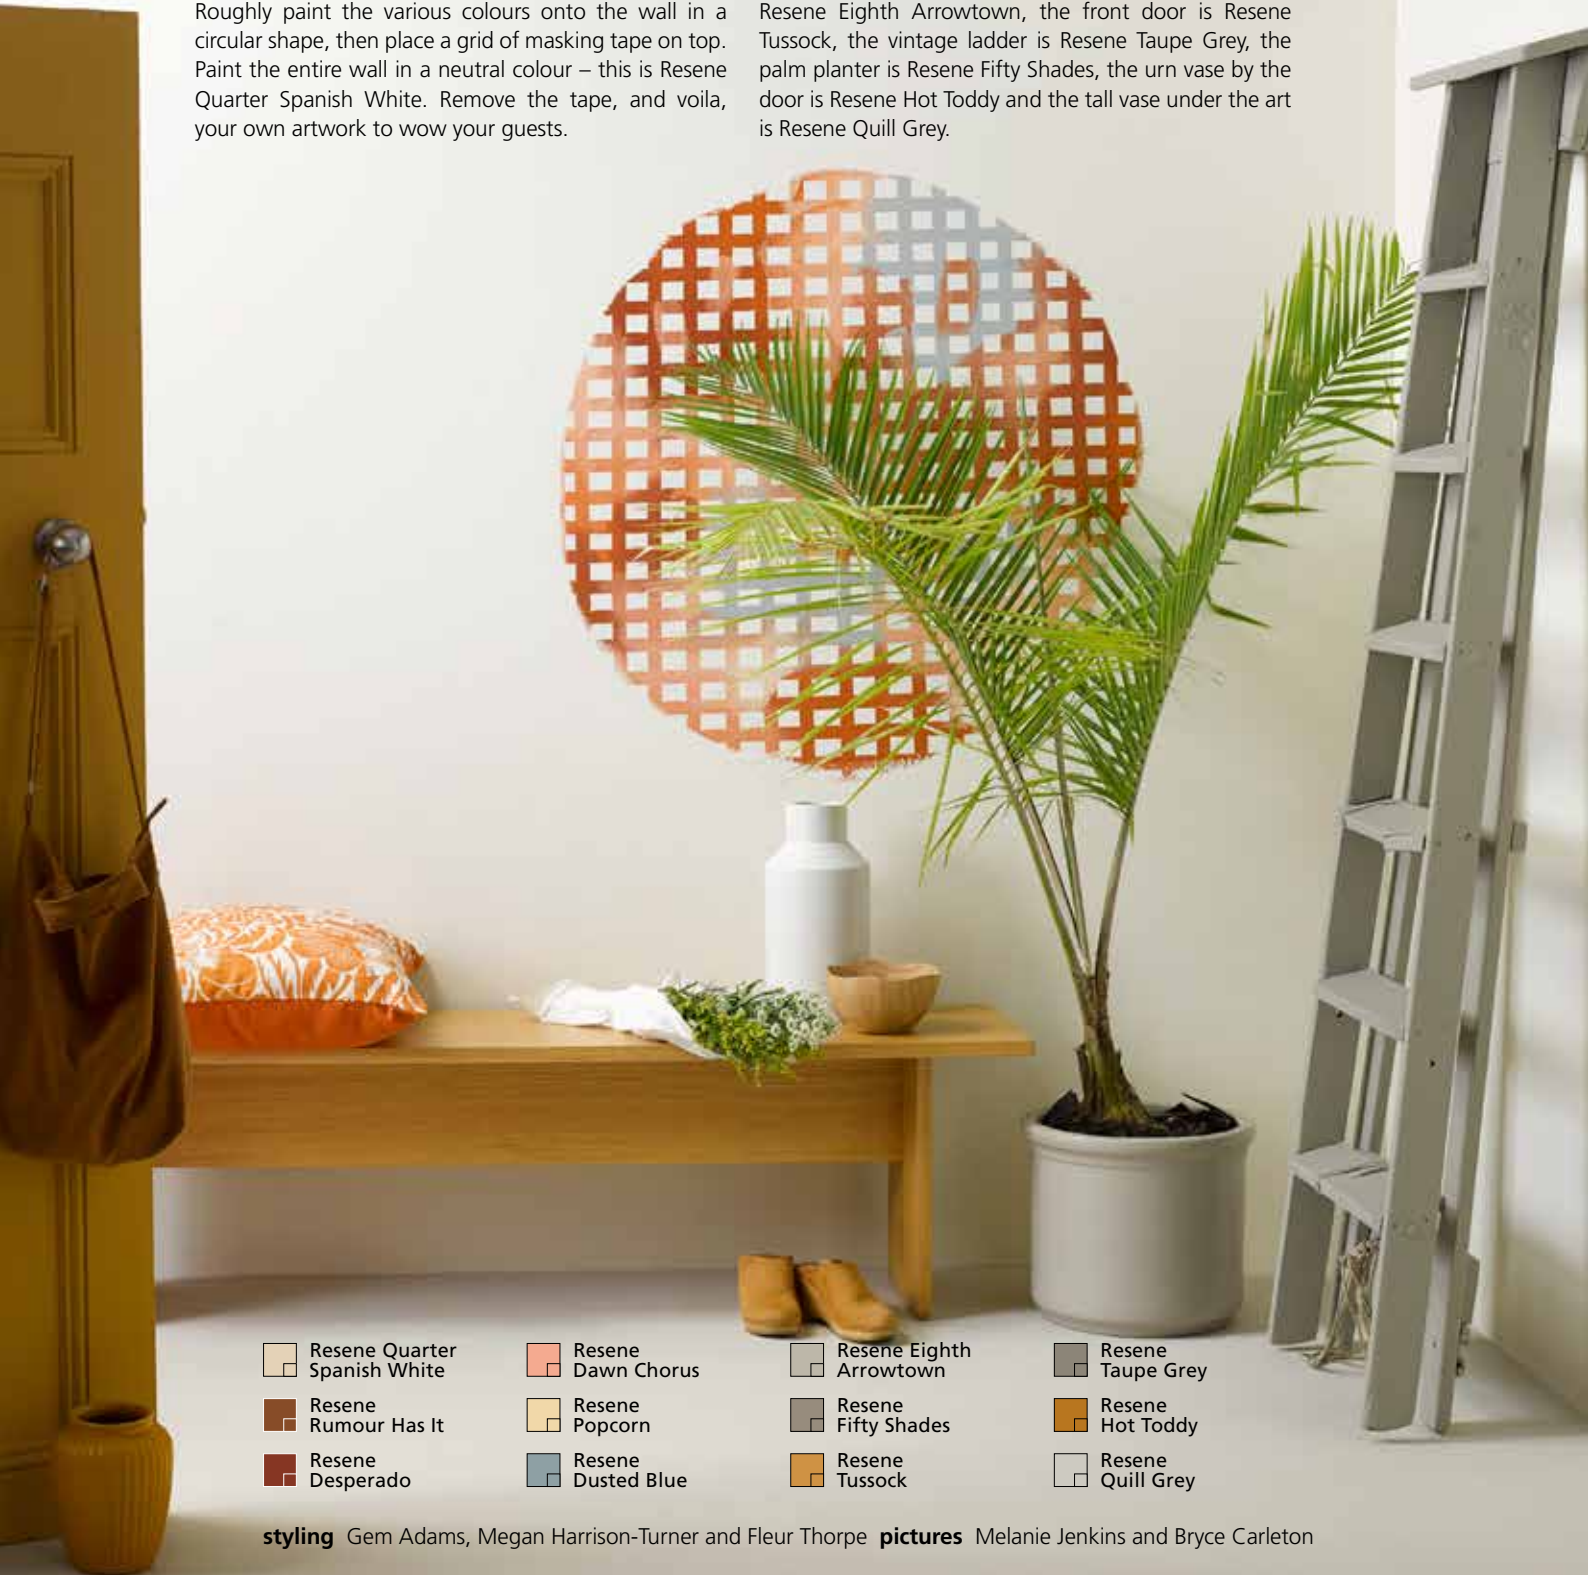 Roughly paint the various colours onto the wall in a
circular shape, then place a grid of masking tape on top.
Paint the entire wall in a neutral colour – this is Resene
Quarter Spanish White. Remove the tape, and voila,
your own artwork to wow your guests.
Resene Eighth Arrowtown, the front door is Resene
Tussock, the vintage ladder is Resene Taupe Grey, the
palm planter is Resene Fifty Shades, the urn vase by the
door is Resene Hot Toddy and the tall vase under the art
is Resene Quill Grey.
Resene Quarter
Spanish White
Resene
Rumour Has It
Resene
Desperado
Resene
Dawn Chorus
Resene
Popcorn
Resene
Dusted Blue
Resene Eighth
Arrowtown
Resene
Fifty Shades
Resene
Tussock
Resene
Taupe Grey
Resene
Hot Toddy
Resene
Quill Grey
styling Gem Adams, Megan Harrison-Turner and Fleur Thorpe pictures Melanie Jenkins and Bryce Carleton